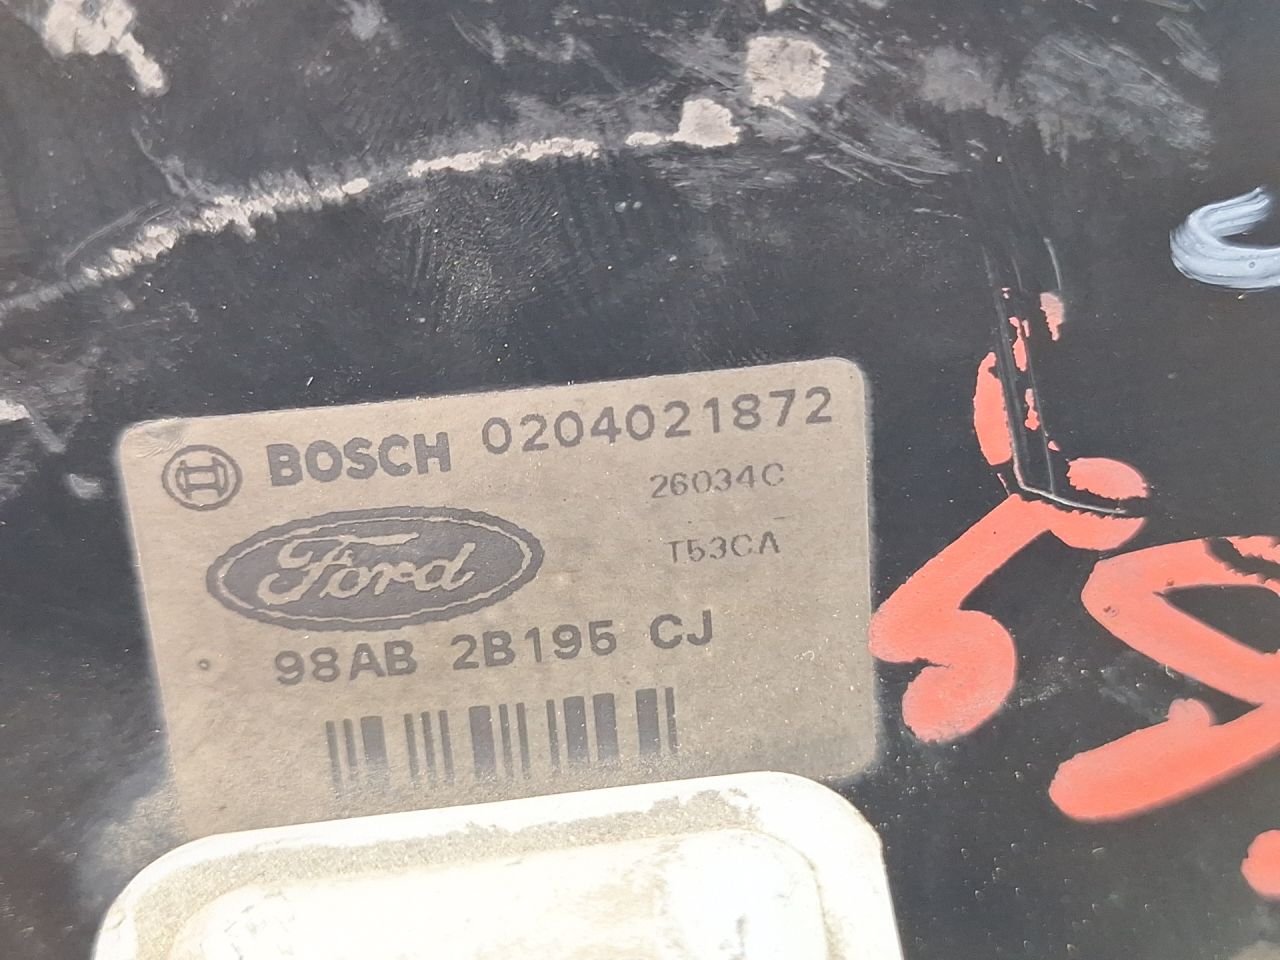 BOSCH 0204021872
26034C
Ford
T53CA
98AB 2B195 CJ